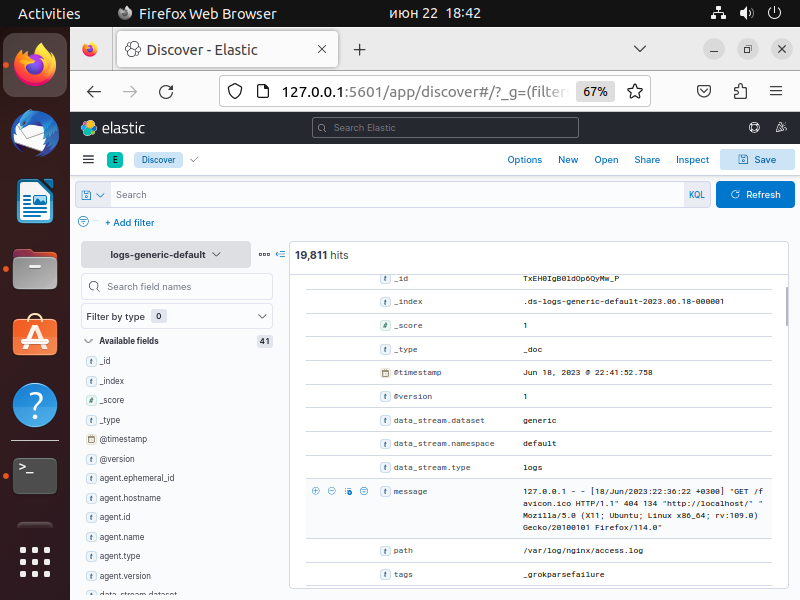 Activities
Firefox Web Browser
июн 22 18:42
Discover - Elastic
127.0.0.1:5601/app/discover#/?_g=(filter
67%
elastic
Search Elastic
E
Discover
Options
New
Open
Share
Inspect
Save
Search
KQL
Refresh
+ Add filter
logs-generic-default
19,811 hits
Search field names
Filter by type 0
Available fields 41
t _id
t _index
# _score
t _type
@timestamp
t @version
t agent.ephemeral_id
t agent.hostname
t agent.id
t agent.name
t agent.type
t agent.version
t data_stream.dataset
t _id TxEH0IgB0ldOp6QyMw_P
t _index .ds-logs-generic-default-2023.06.18-000001
# _score 1
t _type _doc
@timestamp Jun 18, 2023 @ 22:41:52.758
t @version 1
t data_stream.dataset generic
t data_stream.namespace default
t data_stream.type logs
t message 127.0.0.1 - - [18/Jun/2023:22:36:22 +0300] "GET /f
avicon.ico HTTP/1.1" 404 134 "http://localhost/" "
Mozilla/5.0 (X11; Ubuntu; Linux x86_64; rv:109.0)
Gecko/20100101 Firefox/114.0"
t path /var/log/nginx/access.log
t tags _grokparsefailure